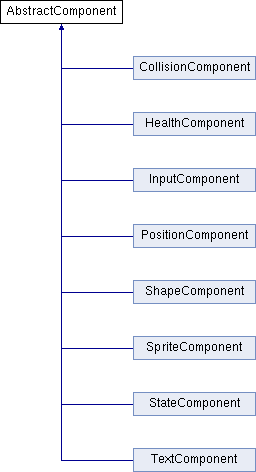 AbstractComponent
CollisionComponent
HealthComponent
InputComponent
PositionComponent
ShapeComponent
SpriteComponent
StateComponent
TextComponent